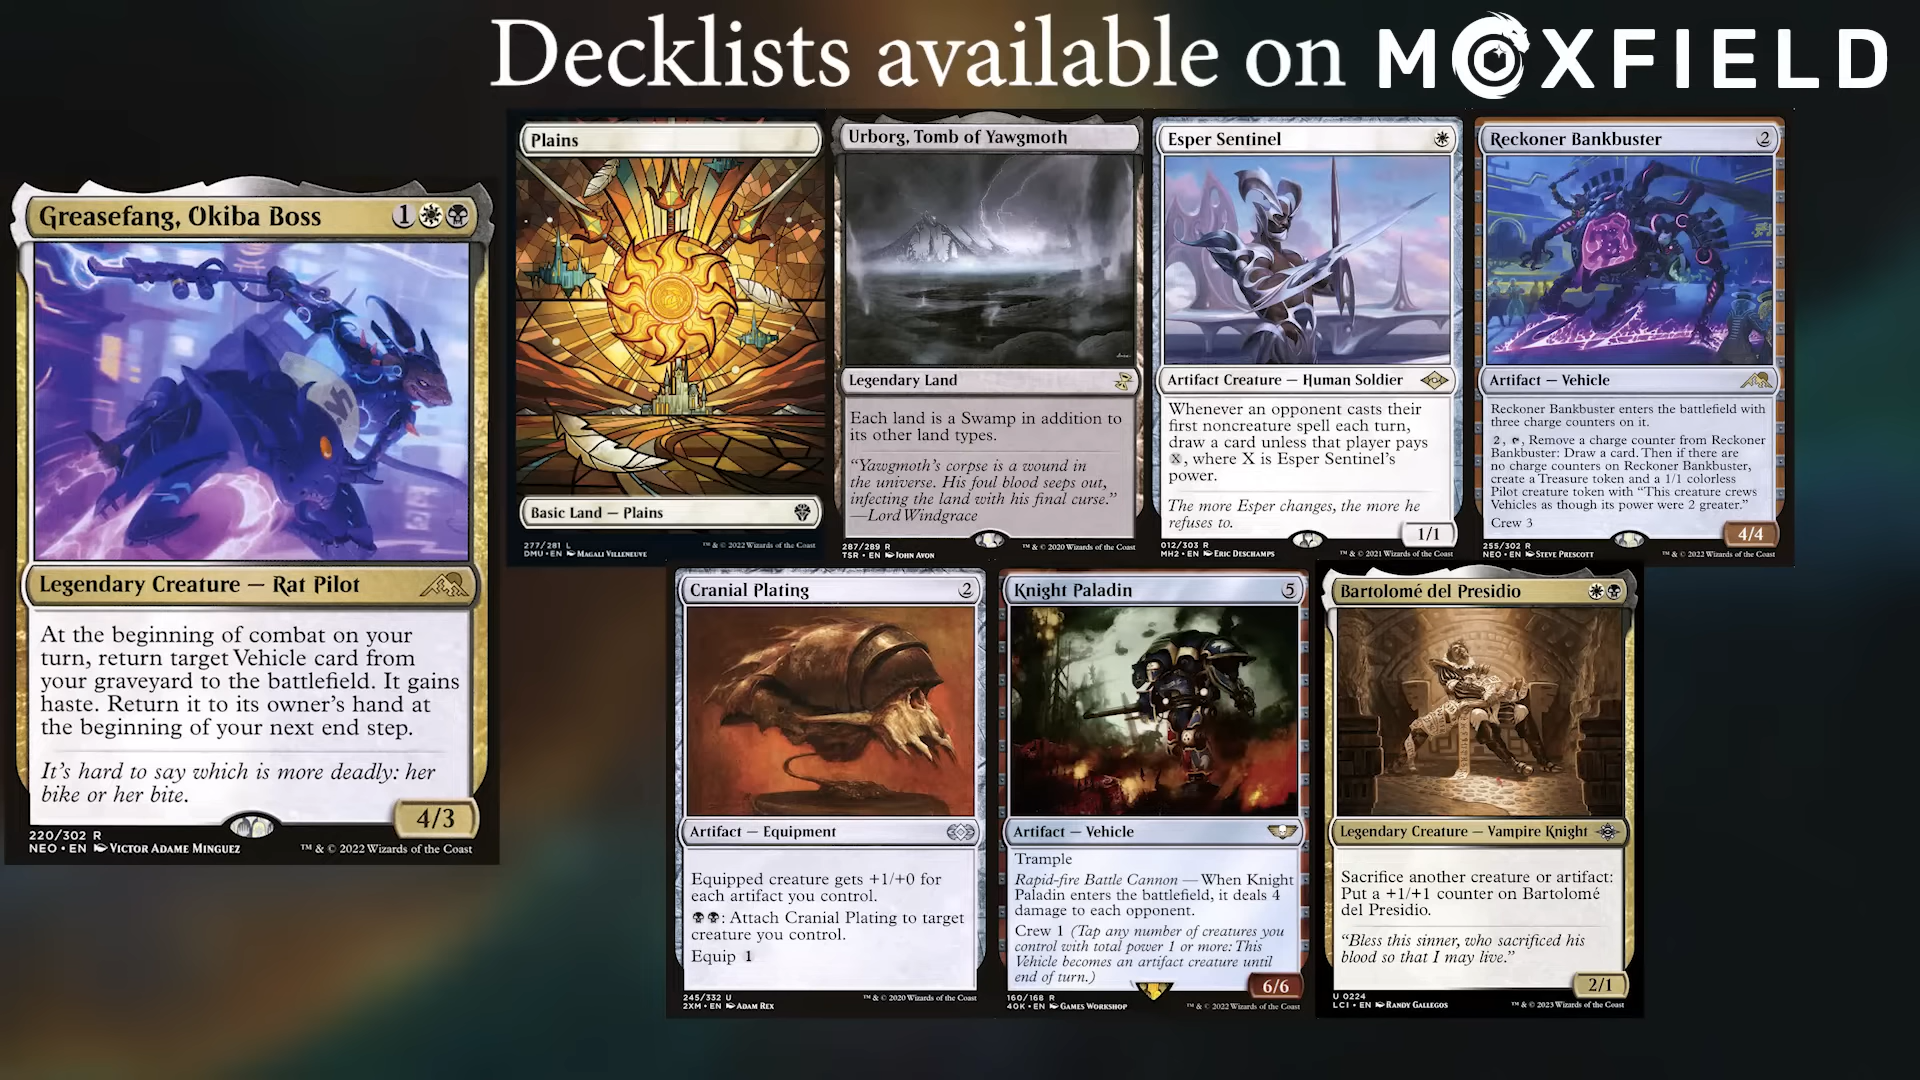 Decklists available on MOXFIELD
Greasefang, Okiba Boss 1
Legendary Creature — Rat Pilot
At the beginning of combat on your
turn, return target Vehicle card from
your graveyard to the battlefield. It gains
haste. Return it to its owner's hand at
the beginning of your next end step.
It's hard to say which is more deadly: her
bike or her bite.
4/3
220/302 R
NEO • EN Victor Adame Minguez
™ & © 2022 Wizards of the Coast
Plains
Basic Land — Plains
277/281 L
DMU • EN Magali Villeneuve
™ & © 2022 Wizards of the Coast
Urborg, Tomb of Yawgmoth
Legendary Land
Each land is a Swamp in addition to
its other land types.
“Yawgmoth's corpse is a wound in
the universe. His foul blood seeps out,
infecting the land with his final curse.”
—Lord Windgrace
287/289 R
TSR • EN John Avon
™ & © 2020 Wizards of the Coast
Esper Sentinel
Artifact Creature — Human Soldier
Whenever an opponent casts their
first noncreature spell each turn,
draw a card unless that player pays
X, where X is Esper Sentinel's
power.
The more Esper changes, the more he
refuses to.
1/1
012/303 R
MH2 • EN Eric Deschamps
™ & © 2021 Wizards of the Coast
Reckoner Bankbuster 2
Artifact — Vehicle
Reckoner Bankbuster enters the battlefield with
three charge counters on it.
2, , Remove a charge counter from Reckoner
Bankbuster: Draw a card. Then if there are
no charge counters on Reckoner Bankbuster,
create a Treasure token and a 1/1 colorless
Pilot creature token with “This creature crews
Vehicles as though its power were 2 greater.”
Crew 3
4/4
255/302 R
NEO • EN Steve Prescott
™ & © 2022 Wizards of the Coast
Cranial Plating 2
Artifact — Equipment
Equipped creature gets +1/+0 for
each artifact you control.
: Attach Cranial Plating to target
creature you control.
Equip 1
245/332 U
2XM • EN Adam Rex
™ & © 2020 Wizards of the Coast
Knight Paladin 5
Artifact — Vehicle
Trample
Rapid-fire Battle Cannon — When Knight
Paladin enters the battlefield, it deals 4
damage to each opponent.
Crew 1 (Tap any number of creatures you
control with total power 1 or more: This
Vehicle becomes an artifact creature until
end of turn.)
6/6
160/168 R
40K • EN Games Workshop
™ & © 2022 Wizards of the Coast
Bartolomé del Presidio
Legendary Creature — Vampire Knight
Sacrifice another creature or artifact:
Put a +1/+1 counter on Bartolomé
del Presidio.
“Bless this sinner, who sacrificed his
blood so that I may live.”
2/1
U 0224
LCI • EN Randy Gallegos
™ & © 2023 Wizards of the Coast